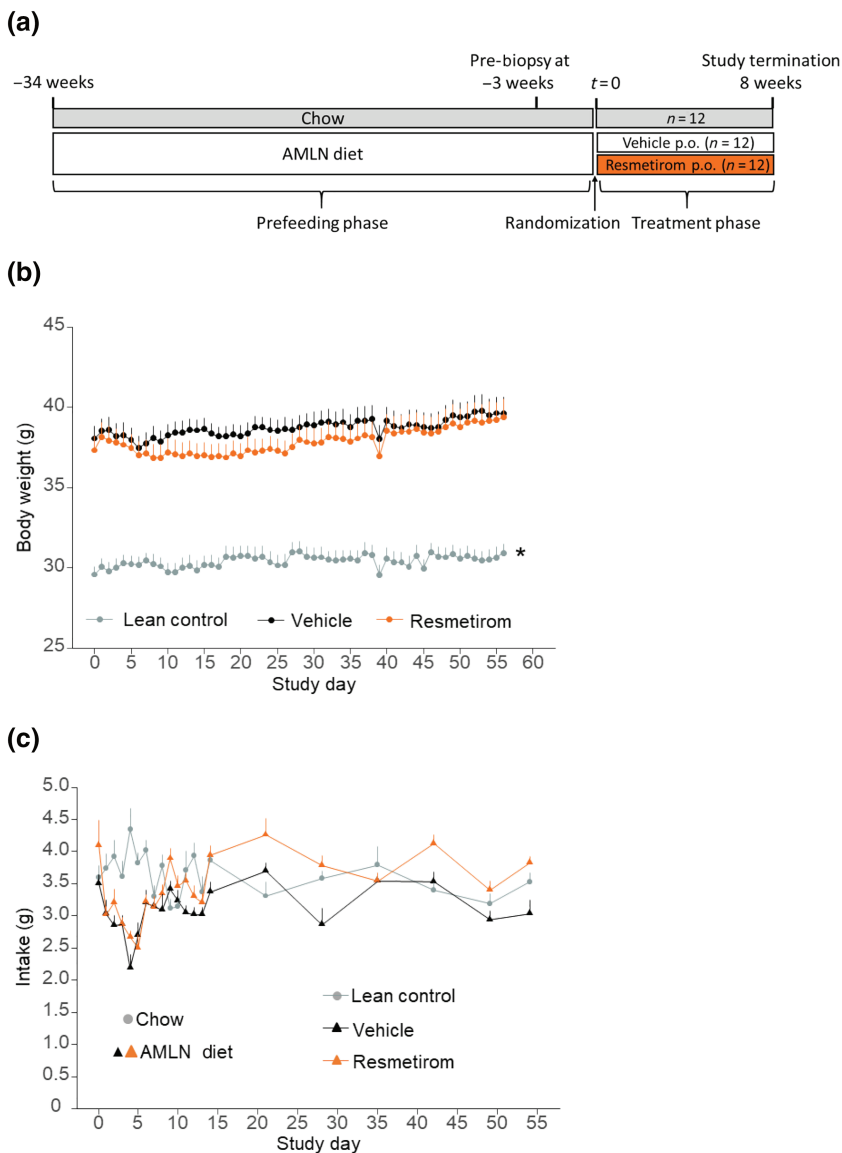 (a)
Pre-biopsy at
Study termination
−34 weeks
−3 weeks
t=0
8 weeks
Chow
n=12
AMLN diet
Vehicle p.o. (n=12)
Resmetirom p.o. (n=12)
Prefeeding phase
Randomization
Treatment phase
(b)
45
40
35
30
25
Body weight (g)
*
Lean control
Vehicle
Resmetirom
0 5 10 15 20 25 30 35 40 45 50 55 60
Study day
(c)
5.0
4.5
4.0
3.5
3.0
2.5
2.0
1.5
1.0
0.5
0
Intake (g)
Chow
AMLN diet
Lean control
Vehicle
Resmetirom
0 5 10 15 20 25 30 35 40 45 50 55
Study day